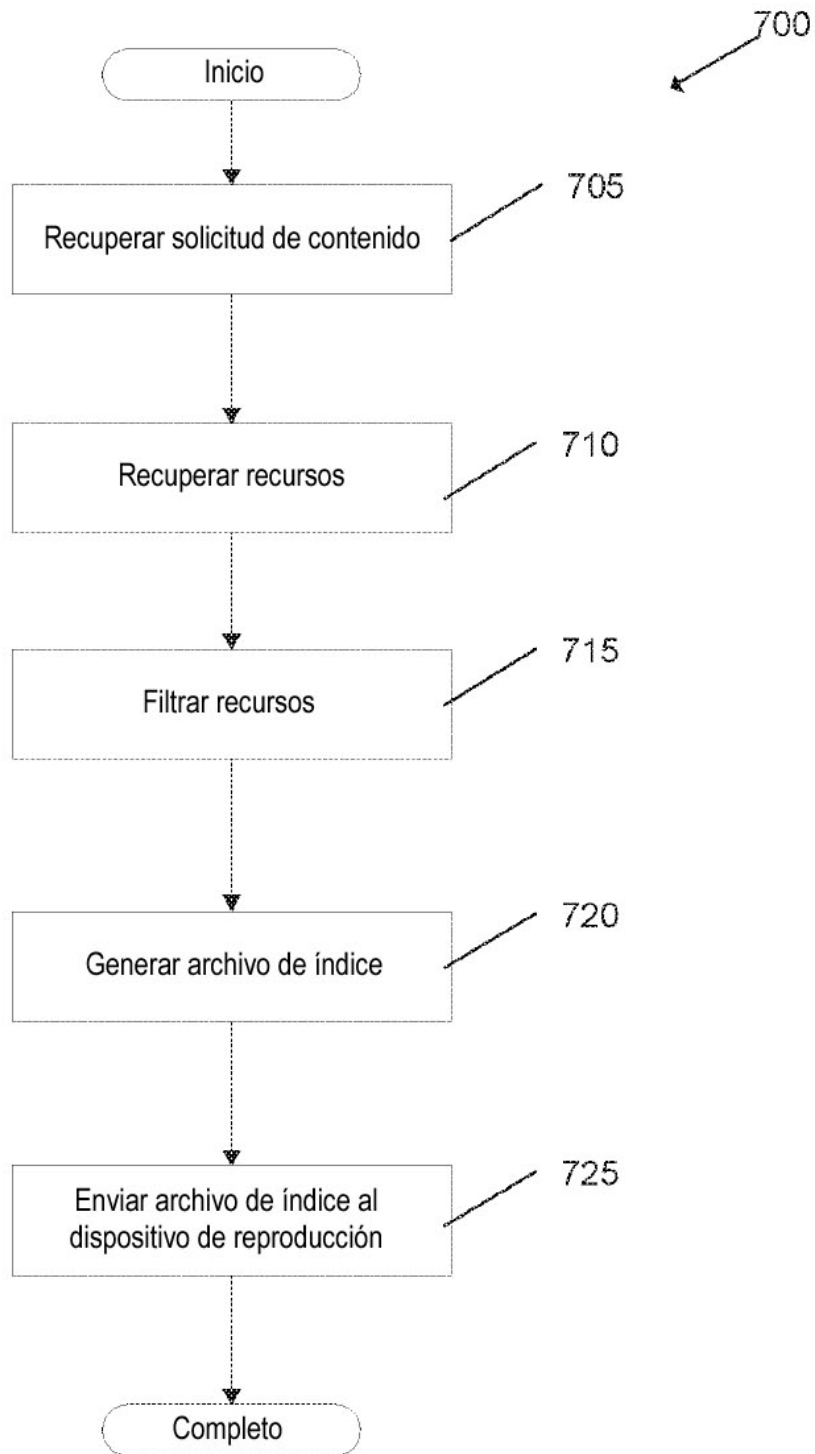 700
Inicio
705
Recuperar solicitud de contenido
710
Recuperar recursos
715
Filtrar recursos
720
Generar archivo de índice
725
Enviar archivo de índice al
dispositivo de reproducción
Completo